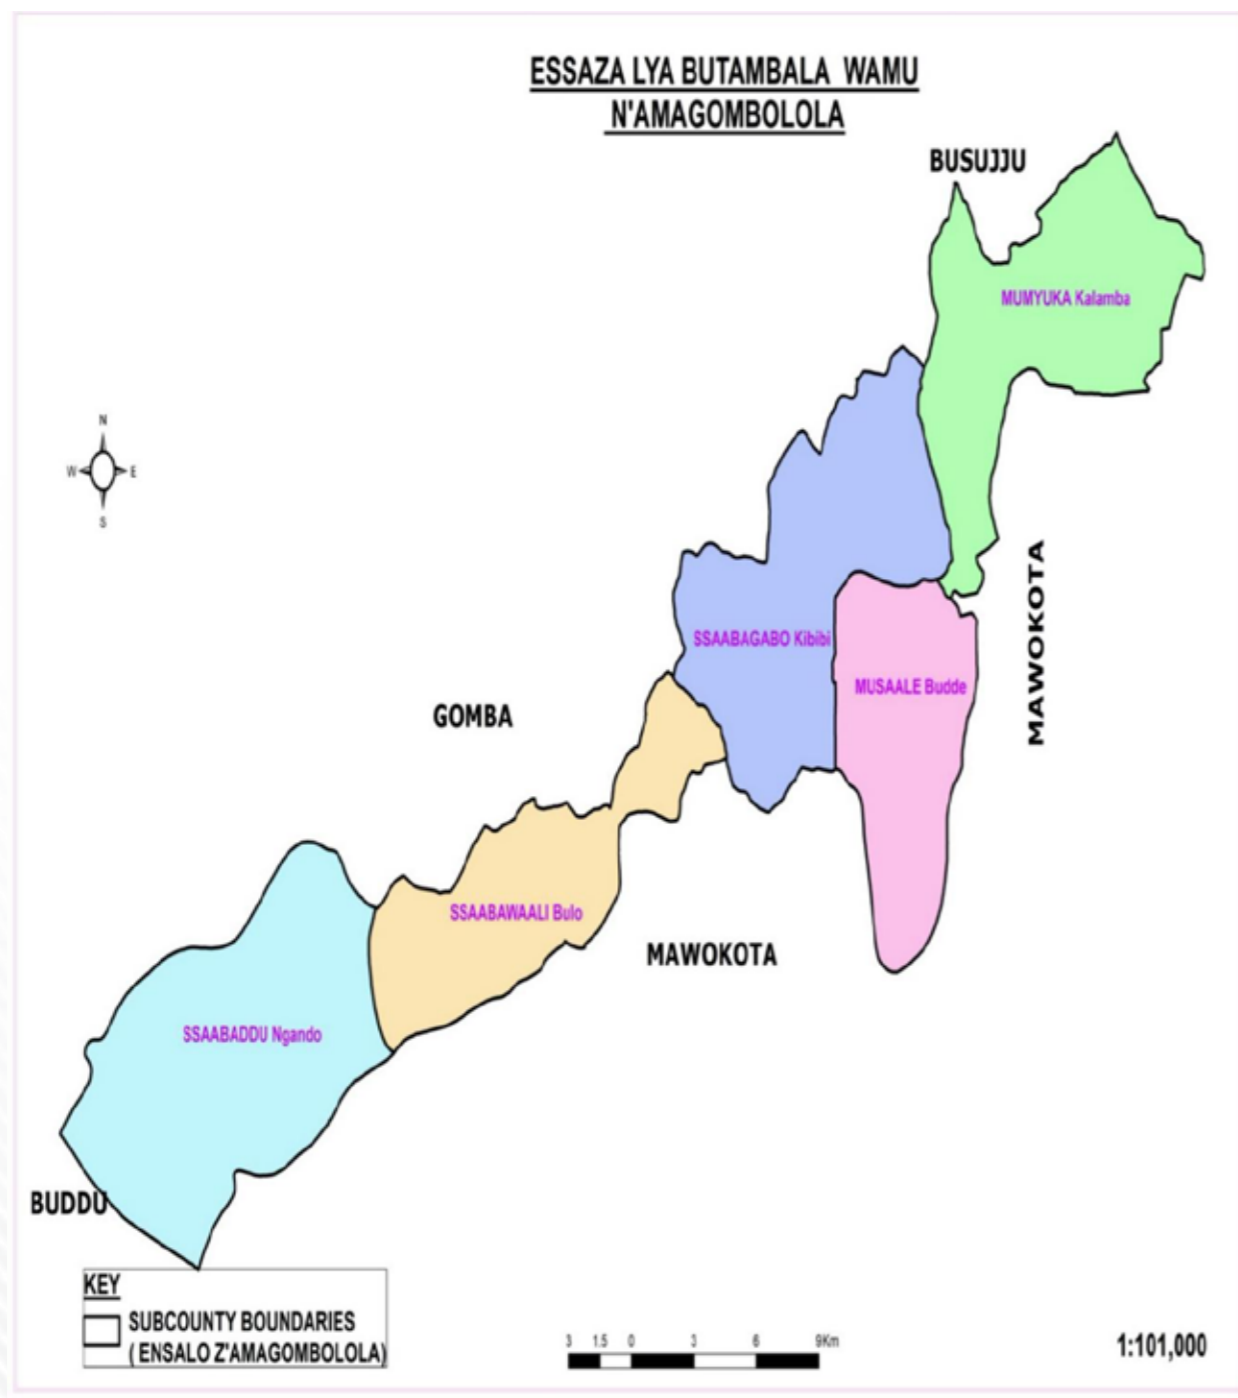 ESSAZA LYA BUTAMBALA WAMU
N'AMAGOMBOLOLA
BUSUJJU
MUMYUKA Kalamba
N
W E
S
MAWOKOTA
SSAABAGABO Kibibi
MUSAALE Budde
GOMBA
SSAABAWAALI Bulo
MAWOKOTA
SSAABADDU Ngando
BUDDU
KEY
SUBCOUNTY BOUNDARIES
( ENSALO Z'AMAGOMBOLOLA)
3 1.5 0 3 6 9Km
1:101,000